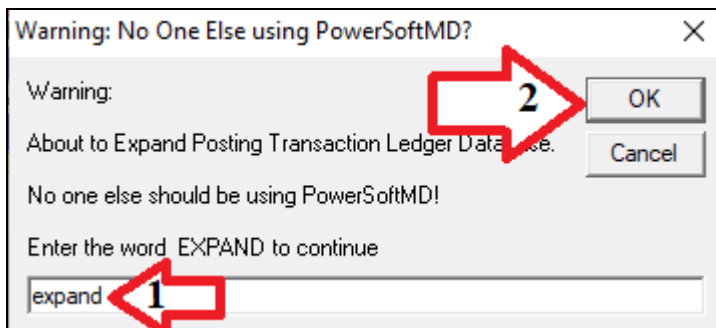 Warning: No One Else using PowerSoftMD?
Warning:
2
OK
About to Expand Posting Transaction Ledger
Cancel
No one else should be using PowerSoftMD!
Enter the word EXPAND to continue
expand
1